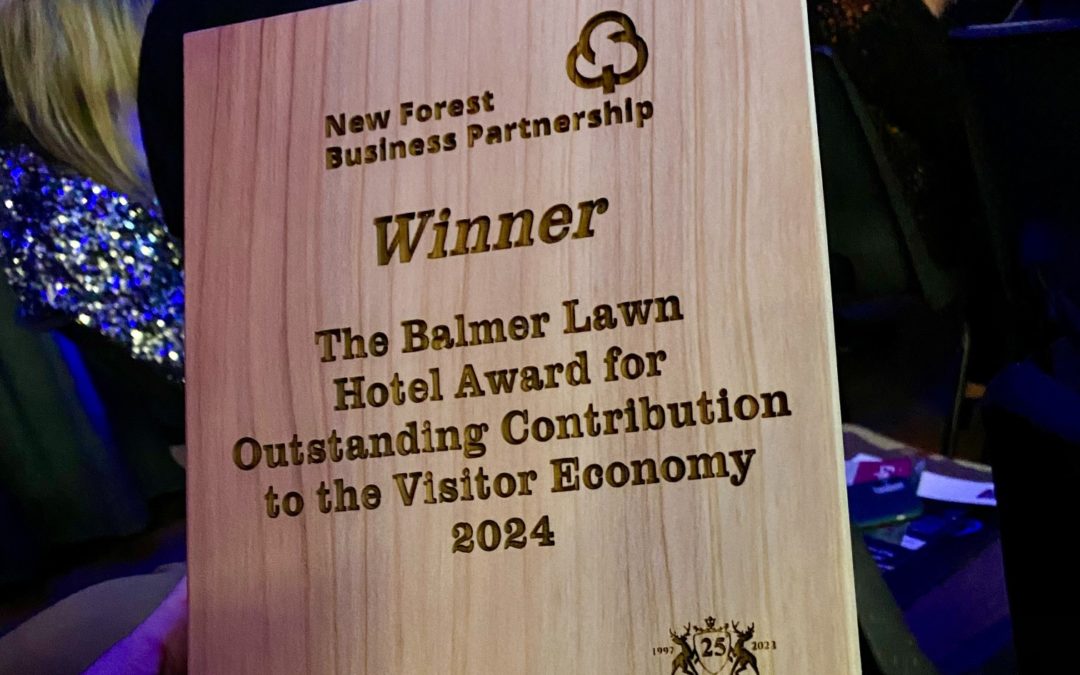 New Forest
Business Partnership
Winner
The Balmer Lawn
Hotel Award for
Outstanding Contribution
to the Visitor Economy
2024
1997 25